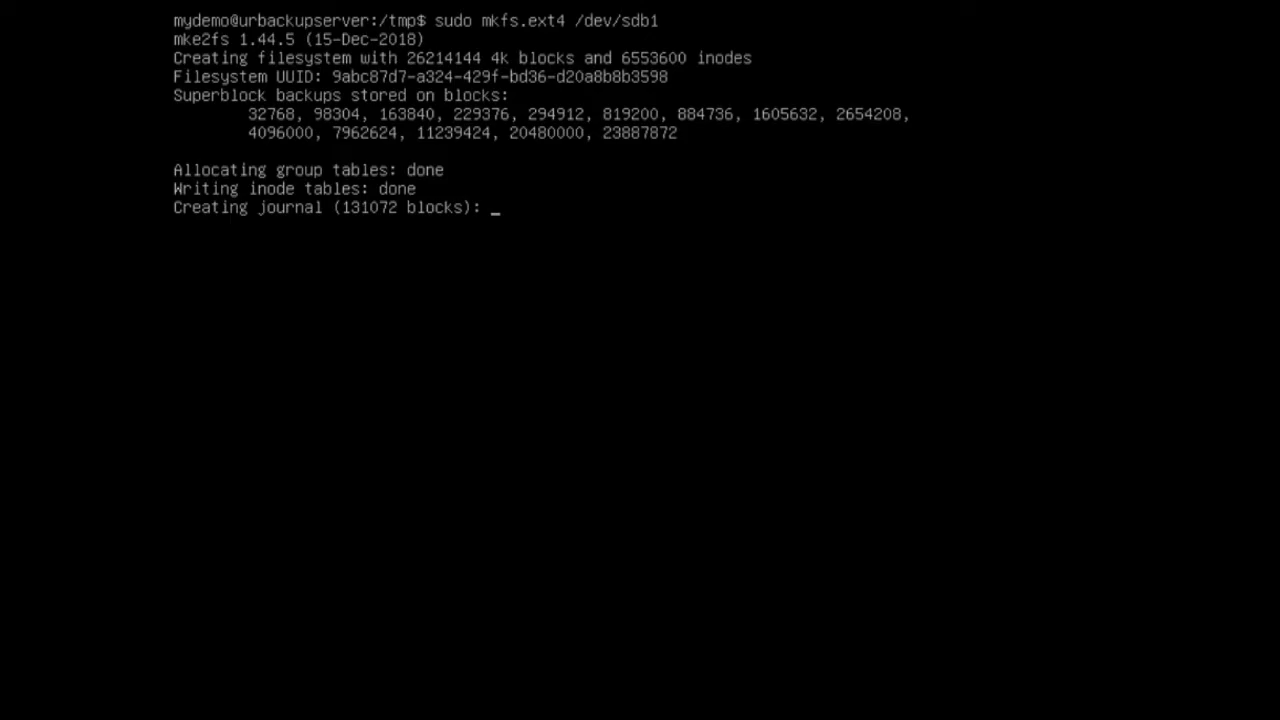 mydemo@urbackupserver:/tmp$ sudo mkfs.ext4 /dev/sdb1
mke2fs 1.44.5 (15-Dec-2018)
Creating filesystem with 26214144 4k blocks and 6553600 inodes
Filesystem UUID: 9abc87d7-a324-429f-bd36-d20a8b8b3598
Superblock backups stored on blocks:
32768, 98304, 163840, 229376, 294912, 819200, 884736, 1605632, 2654208,
4096000, 7962624, 11239424, 20480000, 23887872
Allocating group tables: done
Writing inode tables: done
Creating journal (131072 blocks): _